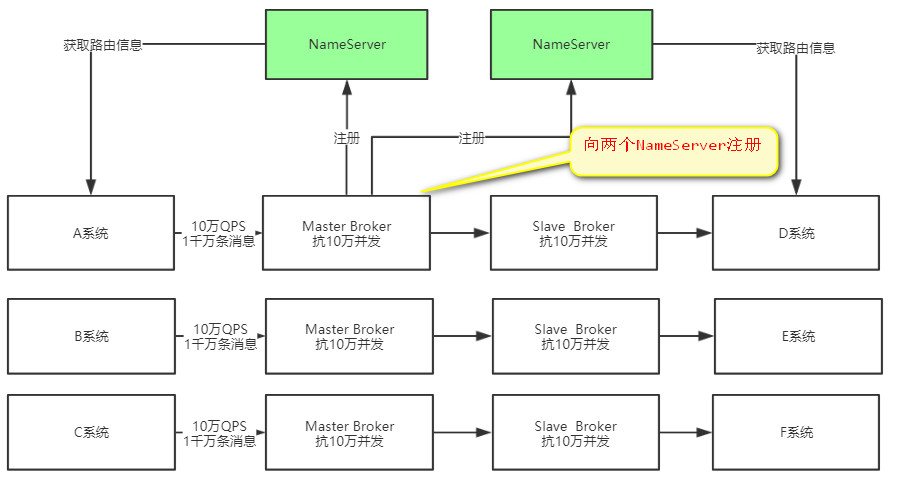 NameServer
NameServer
获取路由信息
获取路由信息
注册
注册
向两个NameServer注册
A系统
10万QPS
1千万条消息
Master Broker
抗10万并发
Slave  Broker
抗10万并发
D系统
B系统
10万QPS
1千万条消息
Master Broker
抗10万并发
Slave  Broker
抗10万并发
E系统
C系统
10万QPS
1千万条消息
Master Broker
抗10万并发
Slave  Broker
抗10万并发
F系统